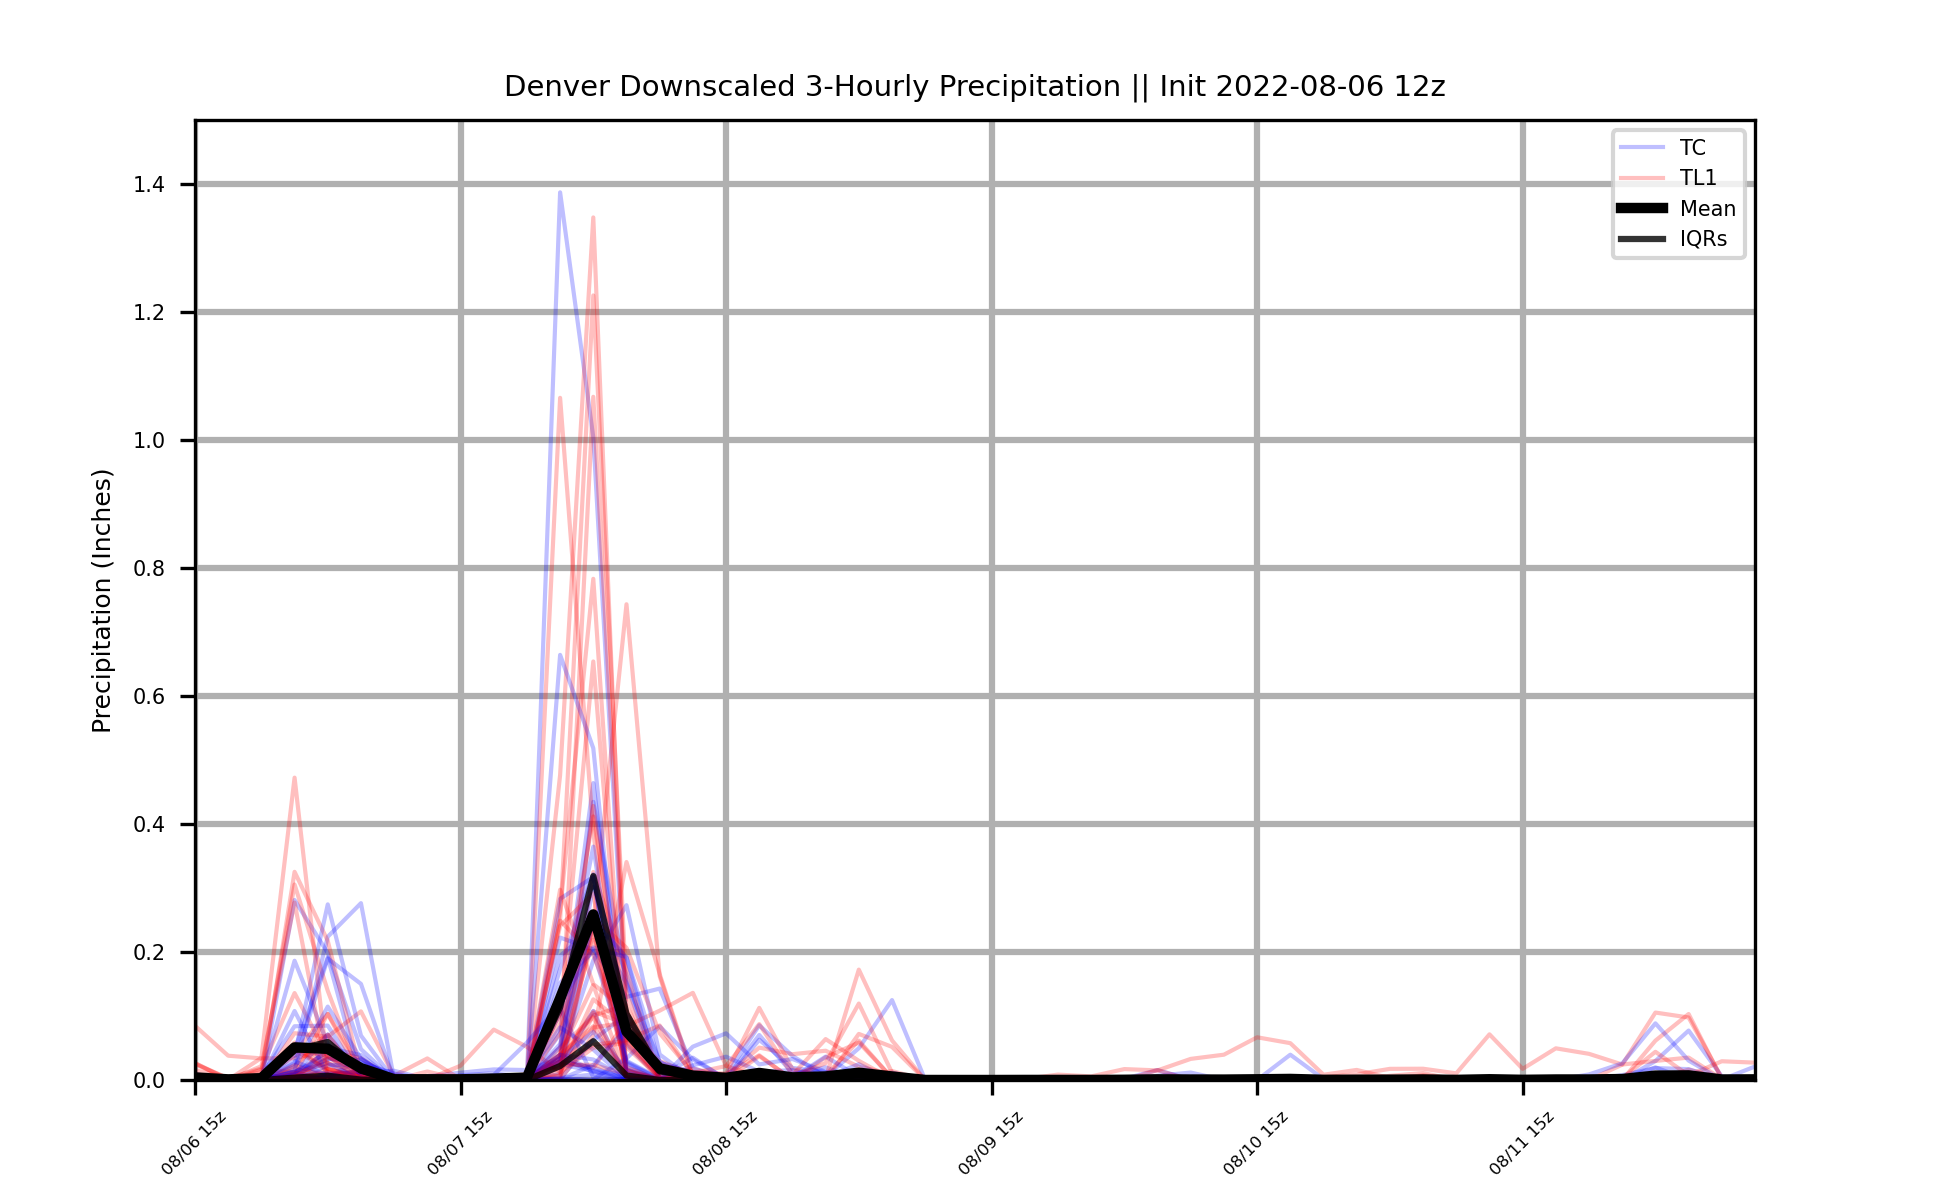 Denver Downscaled 3-Hourly Precipitation || Init 2022-08-06 12z
TC
TL1
Mean
IQRs
Precipitation (Inches)
1.4
1.2
1.0
0.8
0.6
0.4
0.2
0.0
08/06 15z
08/07 15z
08/08 15z
08/09 15z
08/10 15z
08/11 15z